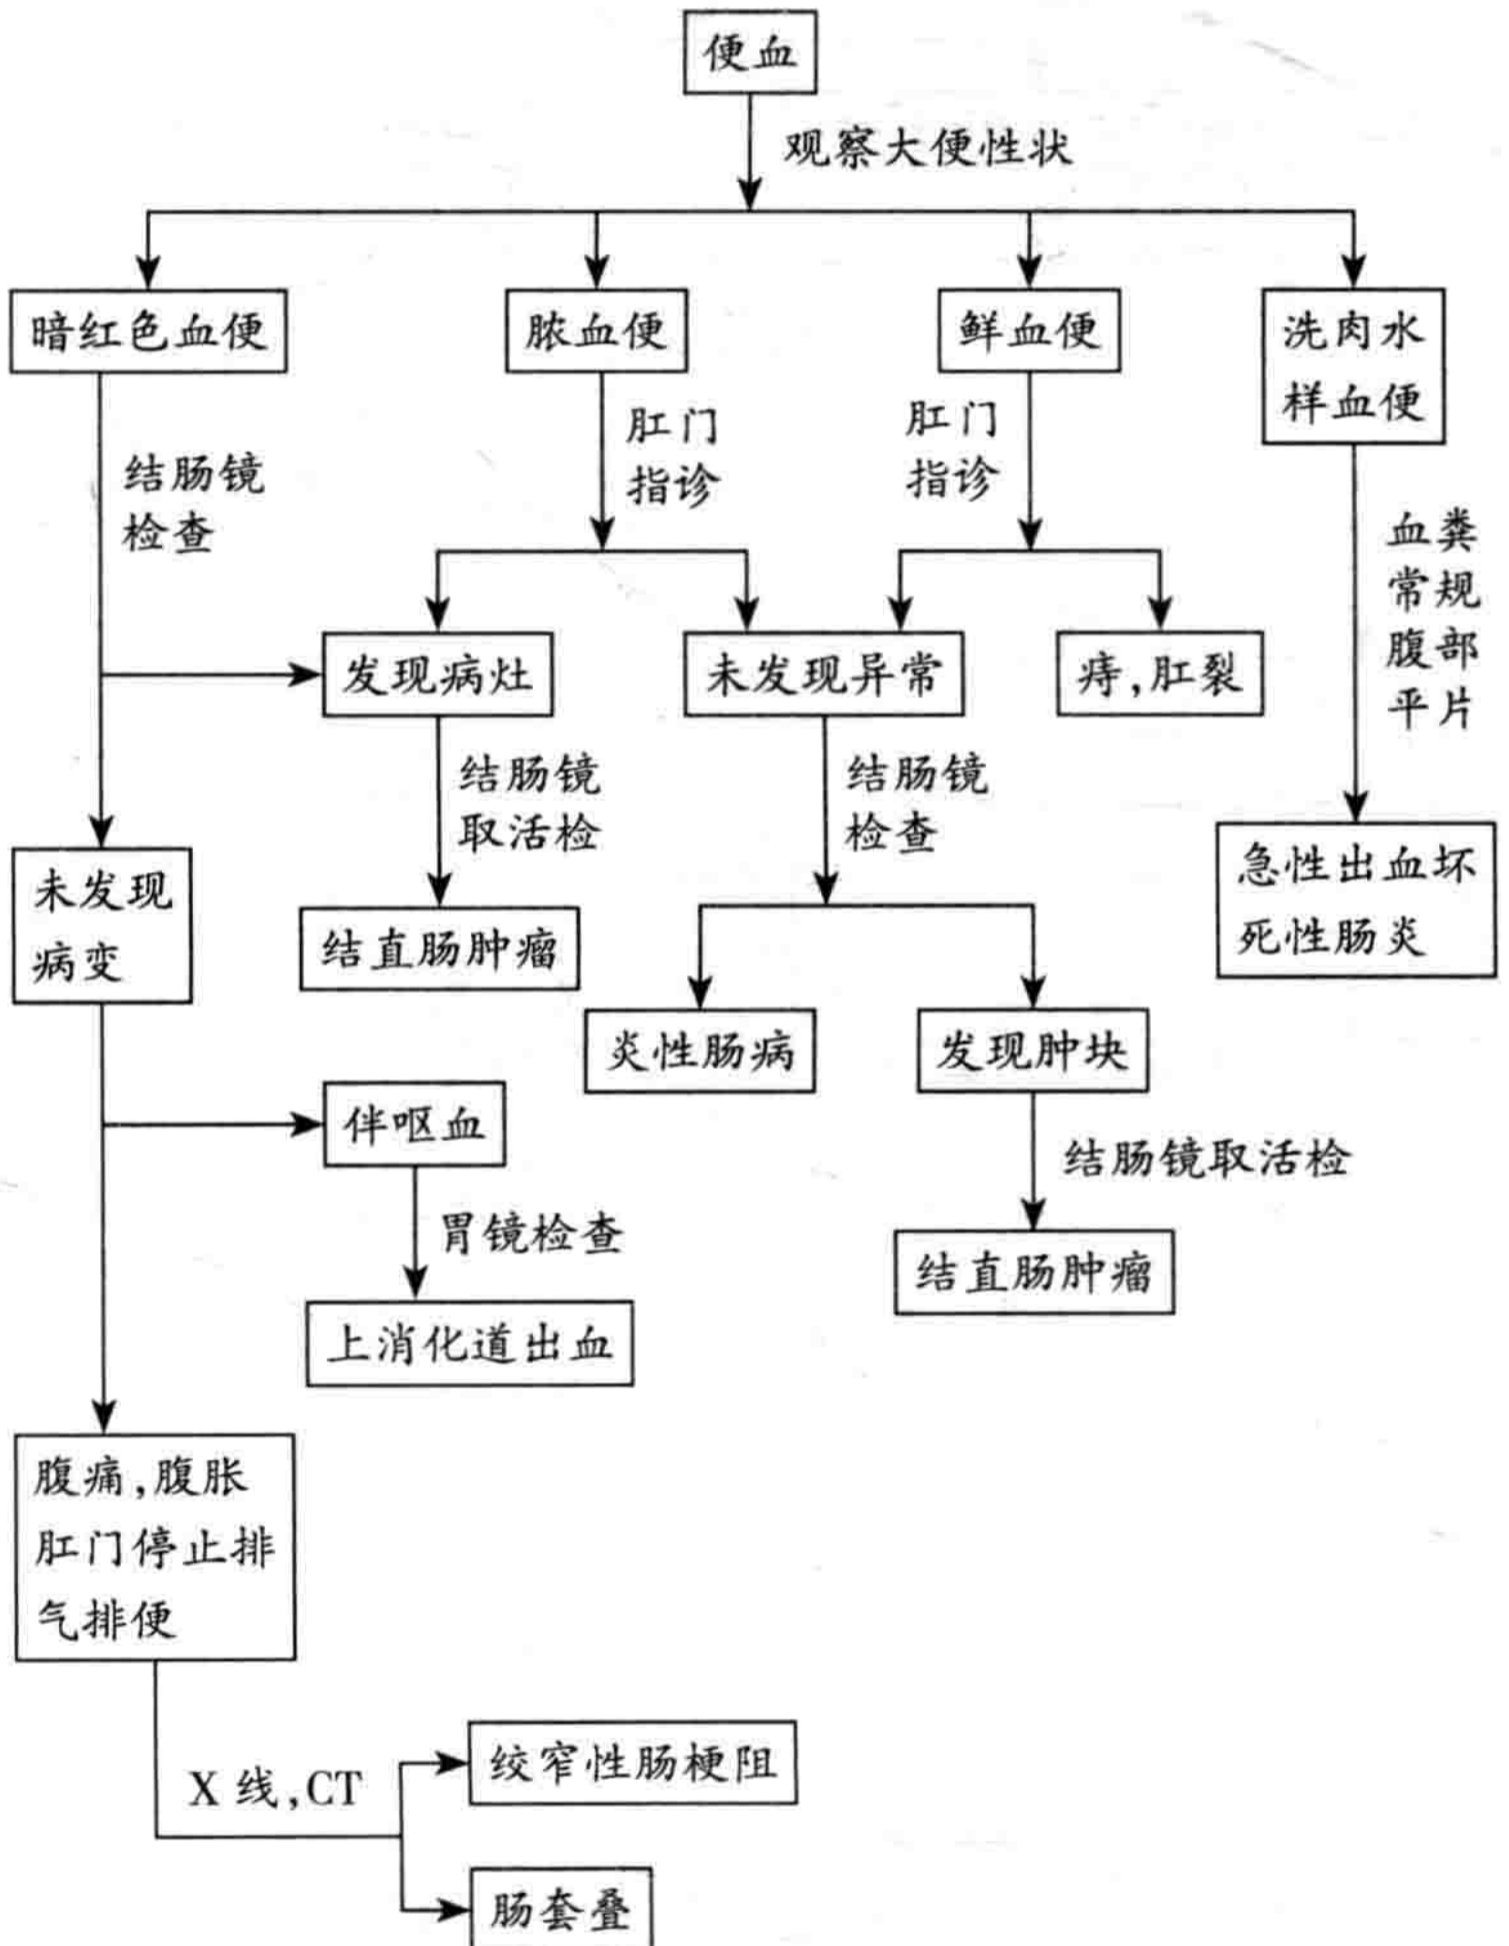 便血
观察大便性状
暗红色血便
脓血便
鲜血便
洗肉水
样血便
结肠镜
检查
肛门
指诊
肛门
指诊
血粪
常规
腹部
平片
发现病灶
未发现异常
痔,肛裂
结肠镜
取活检
结肠镜
检查
未发现
病变
结直肠肿瘤
急性出血坏
死性肠炎
炎性肠病
发现肿块
伴呕血
结肠镜取活检
胃镜检查
结直肠肿瘤
上消化道出血
腹痛,腹胀
肛门停止排
气排便
X 线,CT
绞窄性肠梗阻
肠套叠